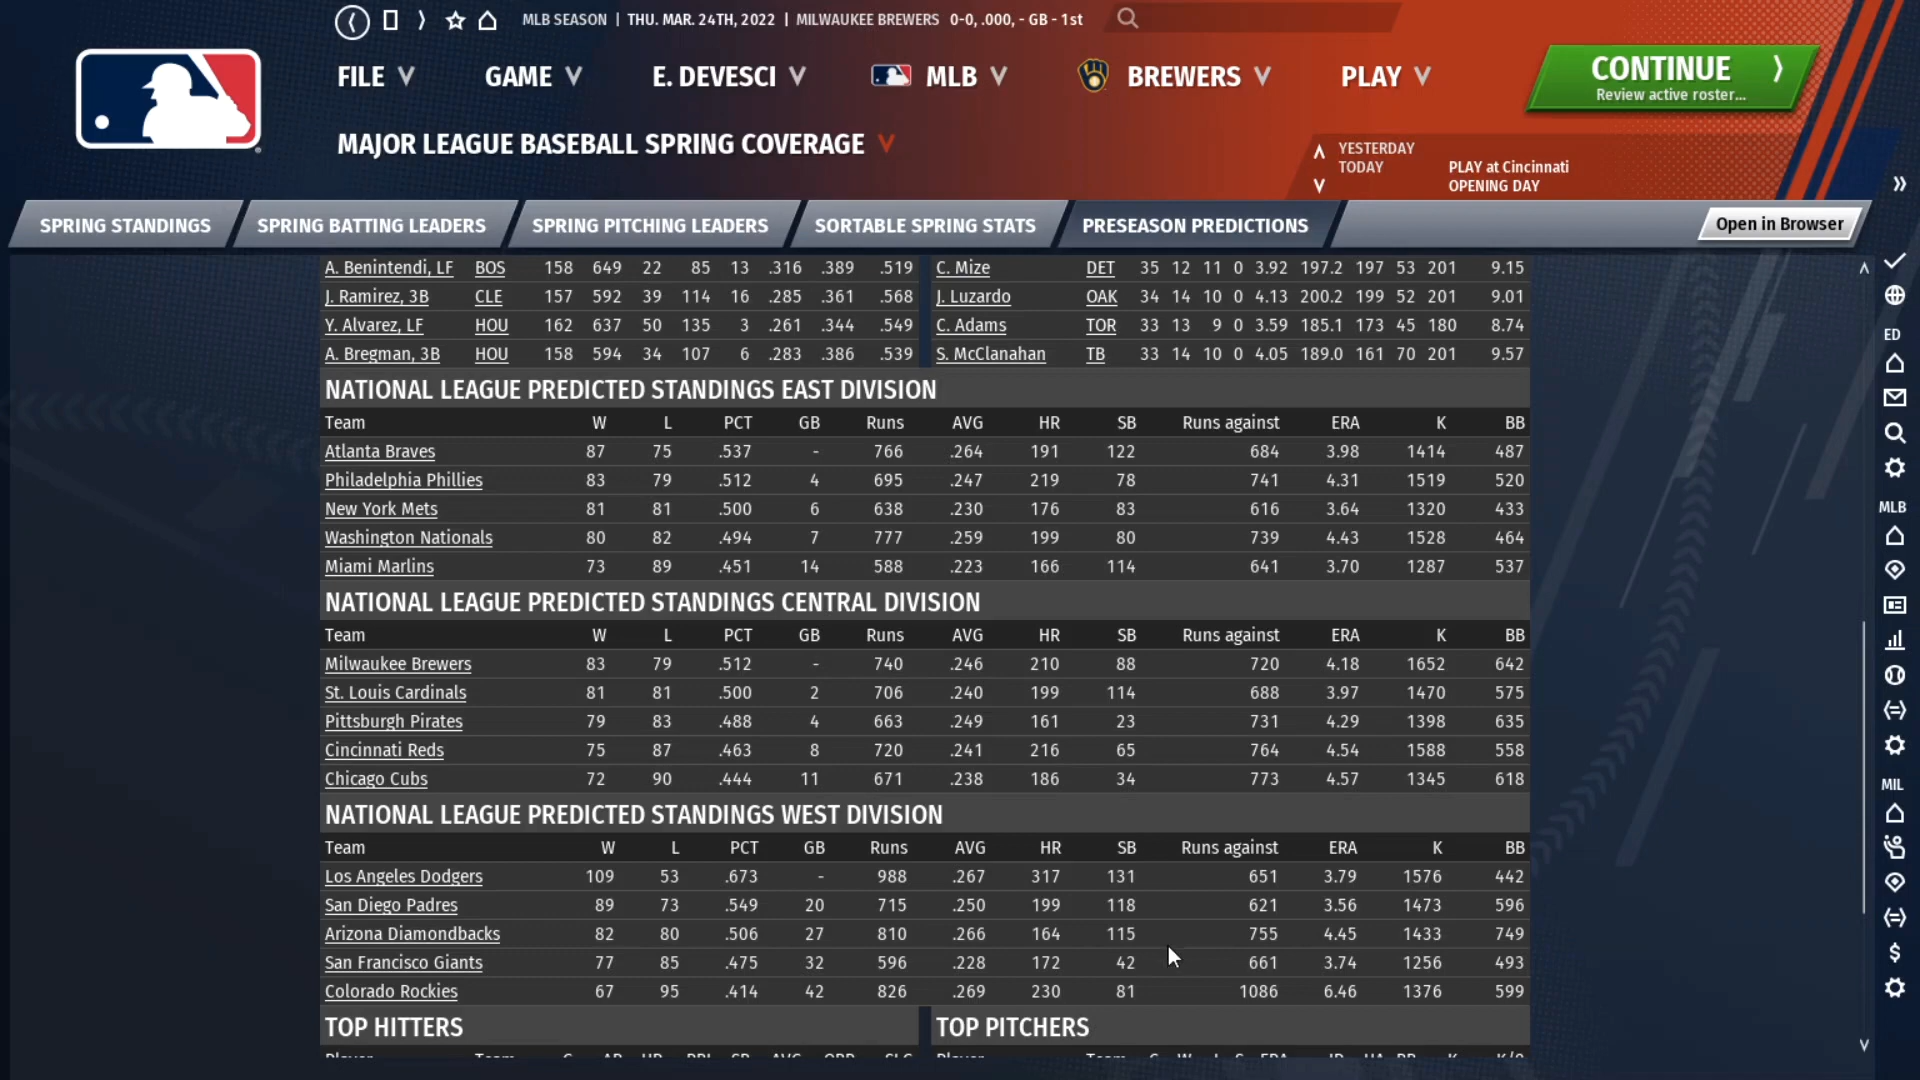 MLB SEASON | THU. MAR. 24TH, 2022 | MILWAUKEE BREWERS 0-0, .000, - GB - 1st
FILE GAME E. DEVESCI MLB BREWERS PLAY
CONTINUE
Review active roster...
MAJOR LEAGUE BASEBALL SPRING COVERAGE
YESTERDAY
TODAY PLAY at Cincinnati
OPENING DAY
SPRING STANDINGS SPRING BATTING LEADERS SPRING PITCHING LEADERS SORTABLE SPRING STATS PRESEASON PREDICTIONS Open in Browser
A. Benintendi, LF BOS 158 649 22 85 13 .316 .389 .519 C. Mize DET 35 12 11 0 3.92 197.2 197 53 201 9.15
J. Ramirez, 3B CLE 157 592 39 114 16 .285 .361 .568 J. Luzardo OAK 34 14 10 0 4.13 200.2 199 52 201 9.01
Y. Alvarez, LF HOU 162 637 50 135 3 .261 .344 .549 C. Adams TOR 33 13 9 0 3.59 185.1 173 45 180 8.74
A. Bregman, 3B HOU 158 594 34 107 6 .283 .386 .539 S. McClanahan TB 33 14 10 0 4.05 189.0 161 70 201 9.57
NATIONAL LEAGUE PREDICTED STANDINGS EAST DIVISION
Team W L PCT GB Runs AVG HR SB Runs against ERA K BB
Atlanta Braves 87 75 .537 - 766 .264 191 122 684 3.98 1414 487
Philadelphia Phillies 83 79 .512 4 695 .247 219 78 741 4.31 1519 520
New York Mets 81 81 .500 6 638 .230 176 83 616 3.64 1320 433
Washington Nationals 80 82 .494 7 777 .259 199 80 739 4.43 1528 464
Miami Marlins 73 89 .451 14 588 .223 166 114 641 3.70 1287 537
NATIONAL LEAGUE PREDICTED STANDINGS CENTRAL DIVISION
Team W L PCT GB Runs AVG HR SB Runs against ERA K BB
Milwaukee Brewers 83 79 .512 - 740 .246 210 88 720 4.18 1652 642
St. Louis Cardinals 81 81 .500 2 706 .240 199 114 688 3.97 1470 575
Pittsburgh Pirates 79 83 .488 4 663 .249 161 23 731 4.29 1398 635
Cincinnati Reds 75 87 .463 8 720 .241 216 65 764 4.54 1588 558
Chicago Cubs 72 90 .444 11 671 .238 186 34 773 4.57 1345 618
NATIONAL LEAGUE PREDICTED STANDINGS WEST DIVISION
Team W L PCT GB Runs AVG HR SB Runs against ERA K BB
Los Angeles Dodgers 109 53 .673 - 988 .267 317 131 651 3.79 1576 442
San Diego Padres 89 73 .549 20 715 .250 199 118 621 3.56 1473 596
Arizona Diamondbacks 82 80 .506 27 810 .266 164 115 755 4.45 1433 749
San Francisco Giants 77 85 .475 32 596 .228 172 42 661 3.74 1256 493
Colorado Rockies 67 95 .414 42 826 .269 230 81 1086 6.46 1376 599
TOP HITTERS TOP PITCHERS
ED
MLB
MIL